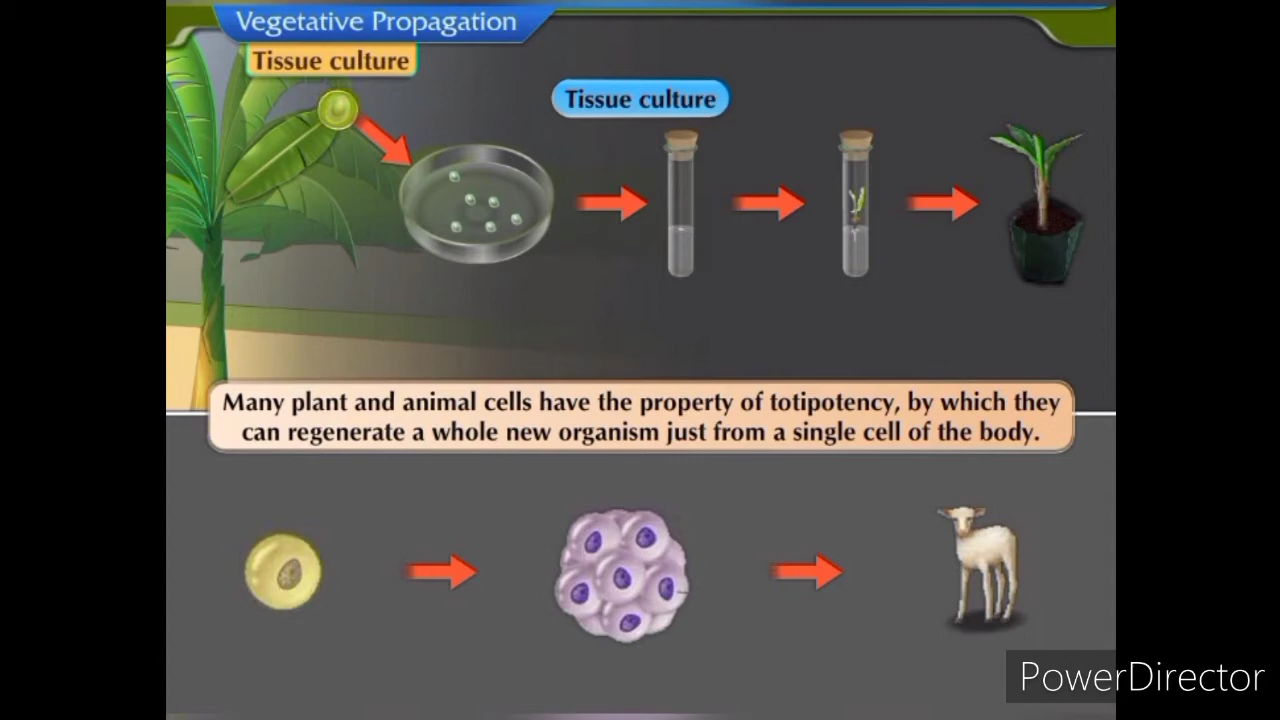 Vegetative Propagation
Tissue culture
Tissue culture
Many plant and animal cells have the property of totipotency, by which they
can regenerate a whole new organism just from a single cell of the body.
PowerDirector